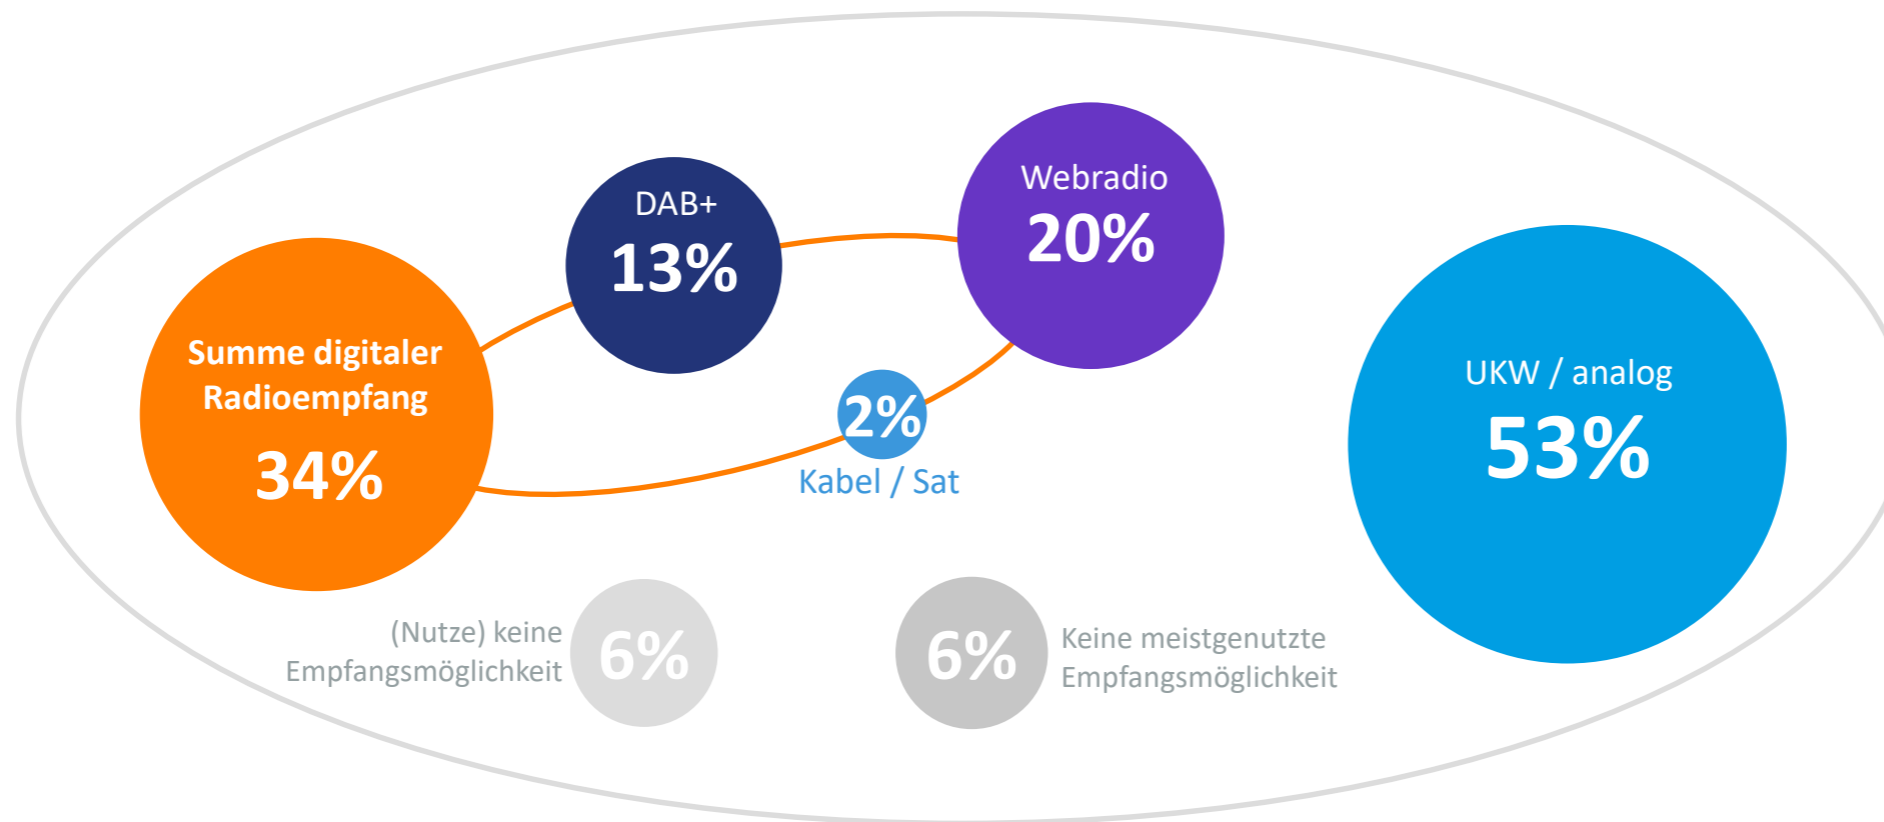 Summe digitaler
Radioempfang
34%
DAB+
13%
Webradio
20%
2%
Kabel / Sat
UKW / analog
53%
(Nutze) keine
Empfangsmöglichkeit
6%
6%
Keine meistgenutzte
Empfangsmöglichkeit